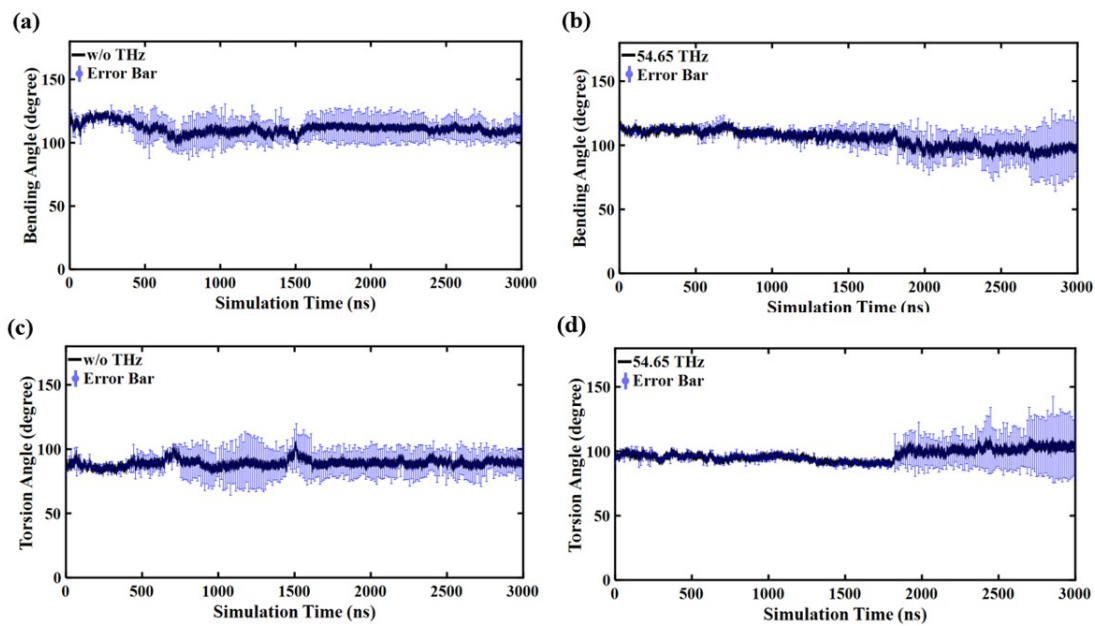 (a)
w/o THz
Error Bar
150
100
50
0
Bending Angle (degree)
0 500 1000 1500 2000 2500 3000
Simulation Time (ns)
(b)
54.65 THz
Error Bar
150
100
50
0
Bending Angle (degree)
0 500 1000 1500 2000 2500 3000
Simulation Time (ns)
(c)
w/o THz
Error Bar
150
100
50
0
Torsion Angle (degree)
0 500 1000 1500 2000 2500 3000
Simulation Time (ns)
(d)
54.65 THz
Error Bar
150
100
50
0
Torsion Angle (degree)
0 500 1000 1500 2000 2500 3000
Simulation Time (ns)